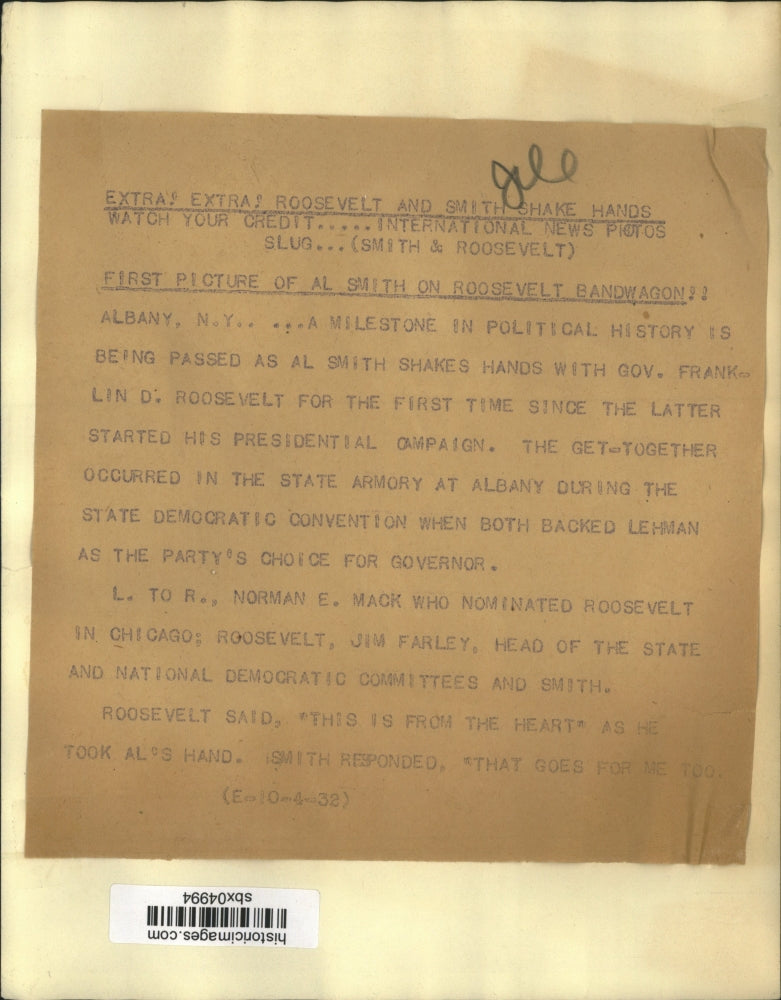 EXTRA! EXTRA! ROOSEVELT AND SMITH SHAKE HANDS
WATCH YOUR CREDIT.....INTERNATIONAL NEWS PHOTOS
SLUG...(SMITH & ROOSEVELT)
FIRST PICTURE OF AL SMITH ON ROOSEVELT BANDWAGON!!
ALBANY, N.Y.. ...A MILESTONE IN POLITICAL HISTORY IS
BEING PASSED AS AL SMITH SHAKES HANDS WITH GOV. FRANK-
LIN D. ROOSEVELT FOR THE FIRST TIME SINCE THE LATTER
STARTED HIS PRESIDENTIAL CAMPAIGN. THE GET-TOGETHER
OCCURRED IN THE STATE ARMORY AT ALBANY DURING THE
STATE DEMOCRATIC CONVENTION WHEN BOTH BACKED LEHMAN
AS THE PARTY'S CHOICE FOR GOVERNOR.
L. TO R., NORMAN E. MACK WHO NOMINATED ROOSEVELT
IN CHICAGO; ROOSEVELT, JIM FARLEY, HEAD OF THE STATE
AND NATIONAL DEMOCRATIC COMMITTEES AND SMITH.
ROOSEVELT SAID, "THIS IS FROM THE HEART" AS HE
TOOK AL'S HAND. SMITH RESPONDED, "THAT GOES FOR ME TOO.
(E-10-4-32)
historicimages.com
sbx04994